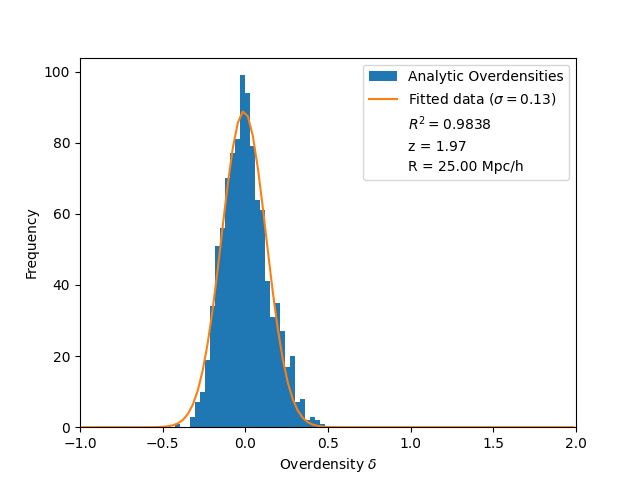 Analytic Overdensities
Fitted data (σ = 0.13)
R² = 0.9838
z = 1.97
R = 25.00 Mpc/h
100
80
60
40
20
0
Frequency
−1.0 −0.5 0.0 0.5 1.0 1.5 2.0
Overdensity δ